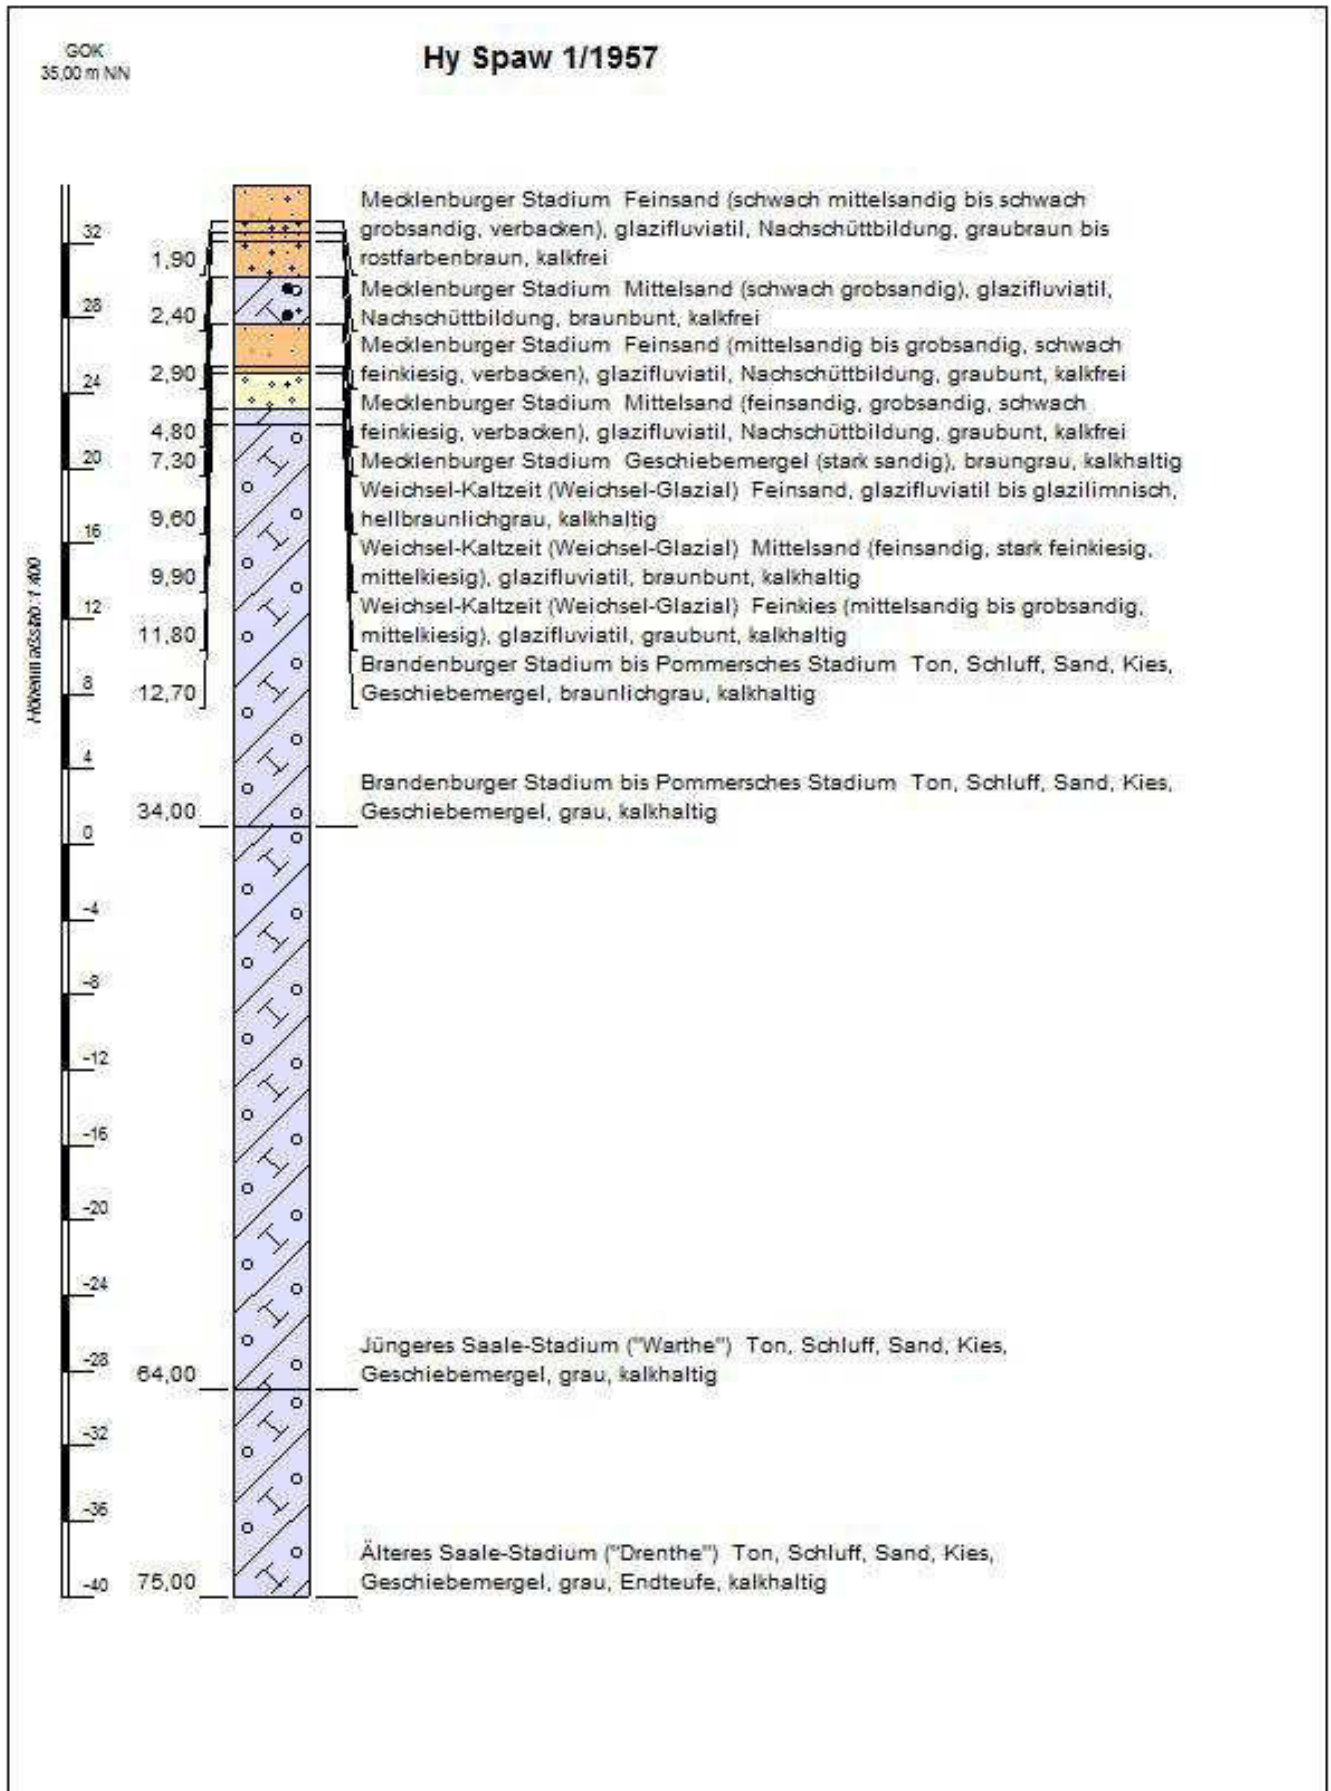 GOK
35,00 m NN
Hy Spaw 1/1957
Mecklenburger Stadium Feinsand (schwach mittelsandig bis schwach
grobsandig, verbacken), glazifluviatil, Nachschüttbildung, graubraun bis
rostfarbenbraun, kalkfrei
1,90
Mecklenburger Stadium Mittelsand (schwach grobsandig), glazifluviatil,
Nachschüttbildung, braunbunt, kalkfrei
2,40
Mecklenburger Stadium Feinsand (mittelsandig bis grobsandig, schwach
feinkiesig, verbacken), glazifluviatil, Nachschüttbildung, graubunt, kalkfrei
2,90
Mecklenburger Stadium Mittelsand (feinsandig, grobsandig, schwach
feinkiesig, verbacken), glazifluviatil, Nachschüttbildung, graubunt, kalkfrei
4,80
Mecklenburger Stadium Geschiebemergel (stark sandig), braungrau, kalkhaltig
7,30
Weichsel-Kaltzeit (Weichsel-Glazial) Feinsand, glazifluviatil bis glazilimnisch,
hellbraunlichgrau, kalkhaltig
9,60
Weichsel-Kaltzeit (Weichsel-Glazial) Mittelsand (feinsandig, stark feinkiesig,
mittelkiesig), glazifluviatil, braunbunt, kalkhaltig
9,90
Weichsel-Kaltzeit (Weichsel-Glazial) Feinkies (mittelsandig bis grobsandig,
mittelkiesig), glazifluviatil, graubunt, kalkhaltig
11,80
Brandenburger Stadium bis Pommersches Stadium Ton, Schluff, Sand, Kies,
Geschiebemergel, braunlichgrau, kalkhaltig
12,70
Brandenburger Stadium bis Pommersches Stadium Ton, Schluff, Sand, Kies,
Geschiebemergel, grau, kalkhaltig
34,00
Jüngeres Saale-Stadium ("Warthe") Ton, Schluff, Sand, Kies,
Geschiebemergel, grau, kalkhaltig
64,00
Älteres Saale-Stadium ("Drenthe") Ton, Schluff, Sand, Kies,
Geschiebemergel, grau, Endteufe, kalkhaltig
75,00
32
28
24
20
16
12
8
4
0
-4
-8
-12
-16
-20
-24
-28
-32
-36
-40
Höhenmaßstab: 1:400